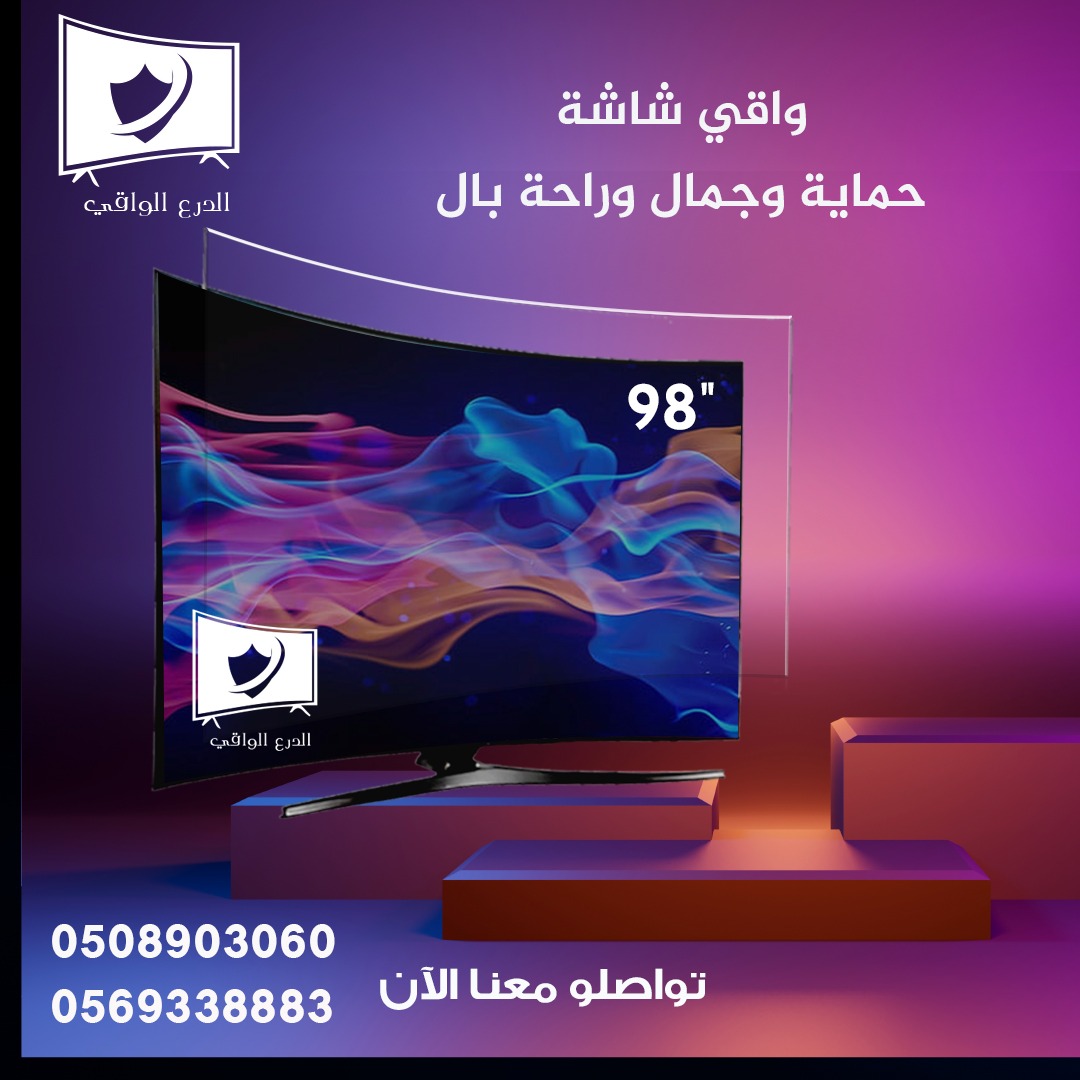 الدرع الواقي
واقي شاشة
حماية وجمال وراحة بال
98"
الدرع الواقي
0508903060
0569338883
تواصلو معنا الآن